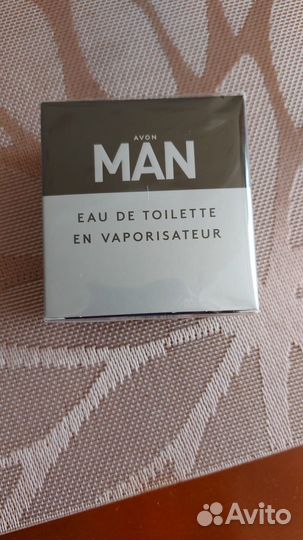 AVON
MAN
EAU DE TOILETTE
EN VAPORISATEUR
Avito